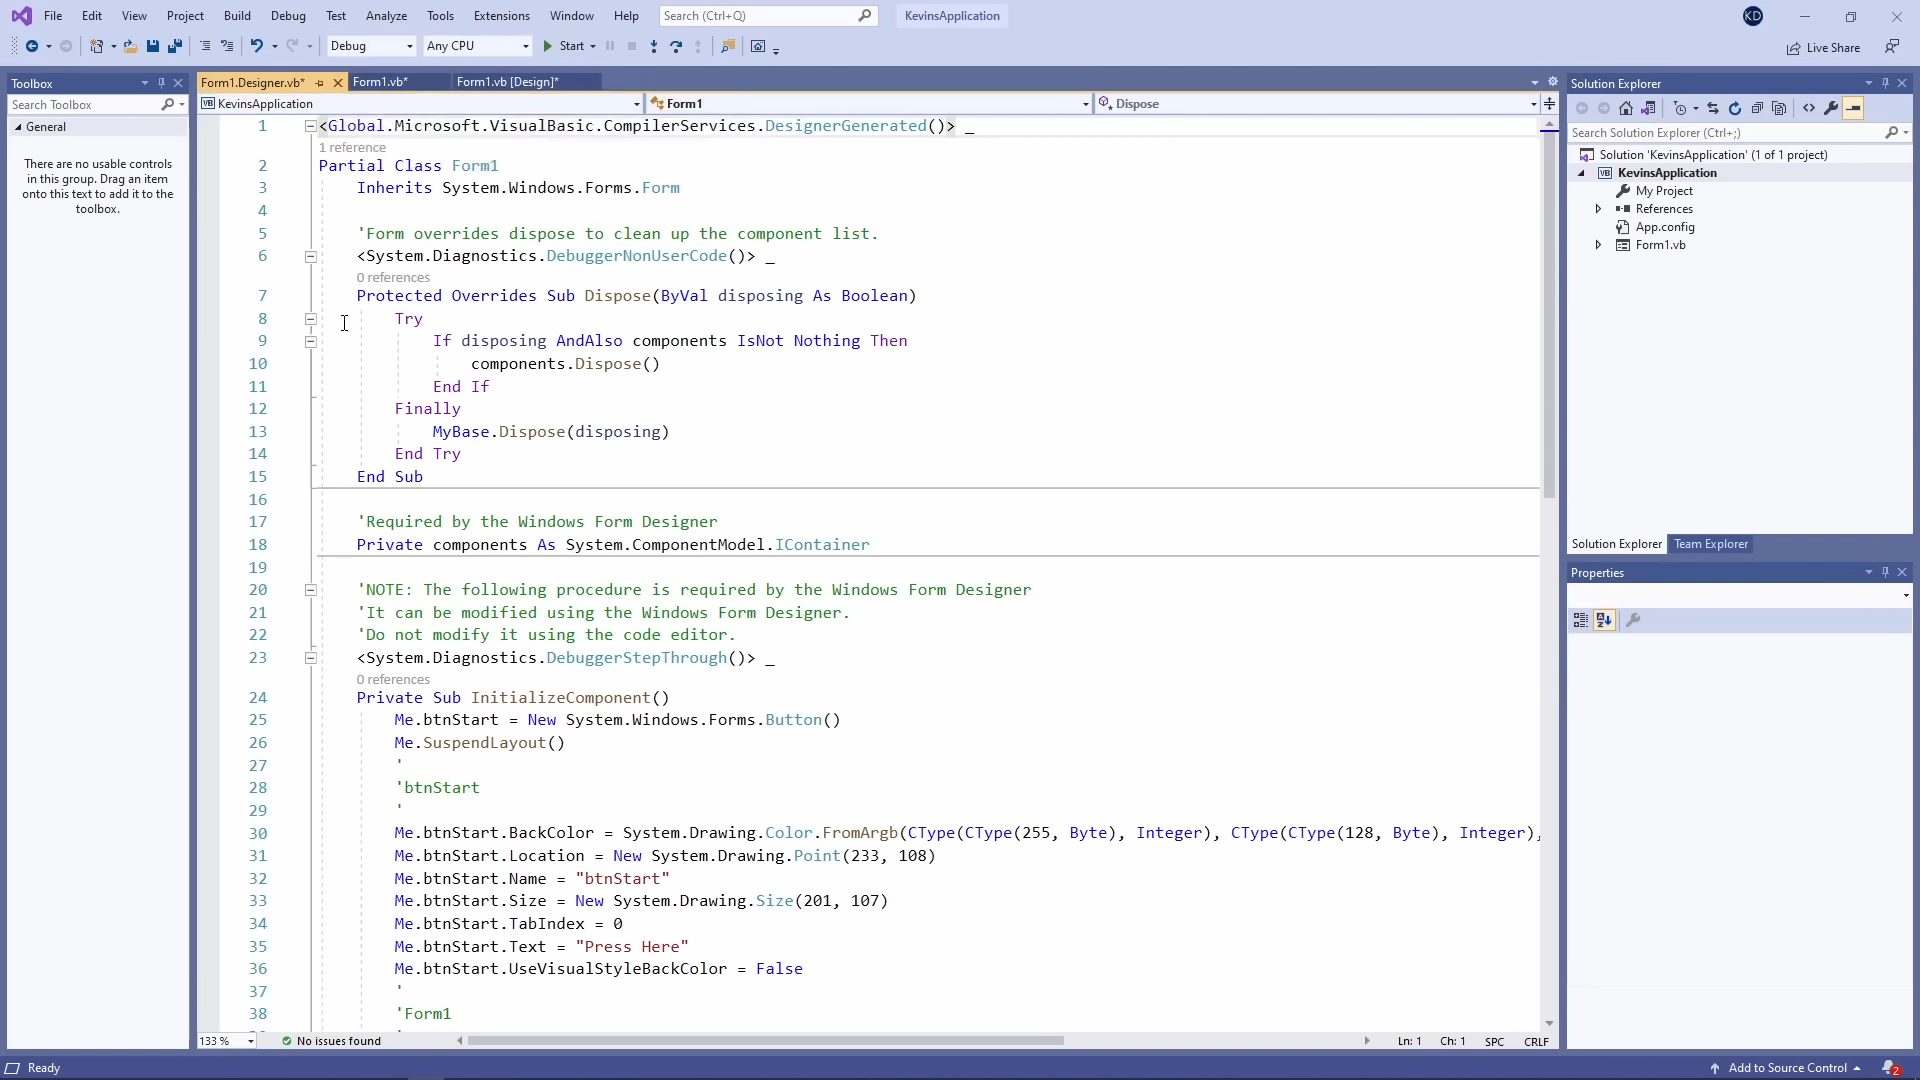 File Edit View Project Build Debug Test Analyze Tools Extensions Window Help Search (Ctrl+Q) KevinsApplication KD
Debug Any CPU Start Live Share
Toolbox
Search Toolbox
General
There are no usable controls
in this group. Drag an item
onto this text to add it to the
toolbox.
Form1.Designer.vb* Form1.vb* Form1.vb [Design]*
VB KevinsApplication Form1 Dispose
1 <Global.Microsoft.VisualBasic.CompilerServices.DesignerGenerated()> _
1 reference
2 Partial Class Form1
3 Inherits System.Windows.Forms.Form
4
5 'Form overrides dispose to clean up the component list.
6 <System.Diagnostics.DebuggerNonUserCode()> _
0 references
7 Protected Overrides Sub Dispose(ByVal disposing As Boolean)
8 Try
9 If disposing AndAlso components IsNot Nothing Then
10 components.Dispose()
11 End If
12 Finally
13 MyBase.Dispose(disposing)
14 End Try
15 End Sub
16
17 'Required by the Windows Form Designer
18 Private components As System.ComponentModel.IContainer
19
20 'NOTE: The following procedure is required by the Windows Form Designer
21 'It can be modified using the Windows Form Designer.
22 'Do not modify it using the code editor.
23 <System.Diagnostics.DebuggerStepThrough()> _
0 references
24 Private Sub InitializeComponent()
25 Me.btnStart = New System.Windows.Forms.Button()
26 Me.SuspendLayout()
27 '
28 'btnStart
29 '
30 Me.btnStart.BackColor = System.Drawing.Color.FromArgb(CType(CType(255, Byte), Integer), CType(CType(128, Byte), Integer),
31 Me.btnStart.Location = New System.Drawing.Point(233, 108)
32 Me.btnStart.Name = "btnStart"
33 Me.btnStart.Size = New System.Drawing.Size(201, 107)
34 Me.btnStart.TabIndex = 0
35 Me.btnStart.Text = "Press Here"
36 Me.btnStart.UseVisualStyleBackColor = False
37 '
38 'Form1
133 % No issues found Ln: 1 Ch: 1 SPC CRLF
Solution Explorer
Search Solution Explorer (Ctrl+;)
Solution 'KevinsApplication' (1 of 1 project)
VB KevinsApplication
My Project
References
App.config
Form1.vb
Solution Explorer Team Explorer
Properties
Ready Add to Source Control 2